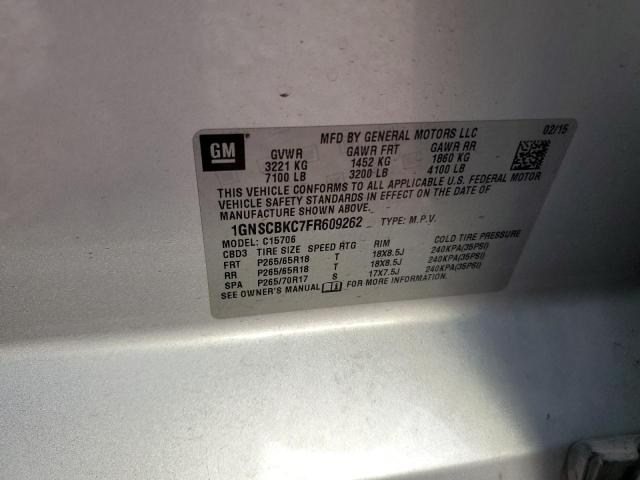 GM
MFD BY GENERAL MOTORS LLC 02/15
GVWR GAWR FRT GAWR RR
3221 KG 1452 KG 1860 KG
7100 LB 3200 LB 4100 LB
THIS VEHICLE CONFORMS TO ALL APPLICABLE U.S. FEDERAL MOTOR
VEHICLE SAFETY STANDARDS IN EFFECT ON THE DATE OF
MANUFACTURE SHOWN ABOVE.
1GNSCBKC7FR609262 TYPE: M.P.V.
MODEL: C15706
CBD3 TIRE SIZE SPEED RTG RIM COLD TIRE PRESSURE
FRT P265/65R18 T 18X8.5J 240KPA(35PSI)
RR P265/65R18 T 18X8.5J 240KPA(35PSI)
SPA P265/70R17 S 17X7.5J 240KPA(35PSI)
SEE OWNER'S MANUAL FOR MORE INFORMATION.